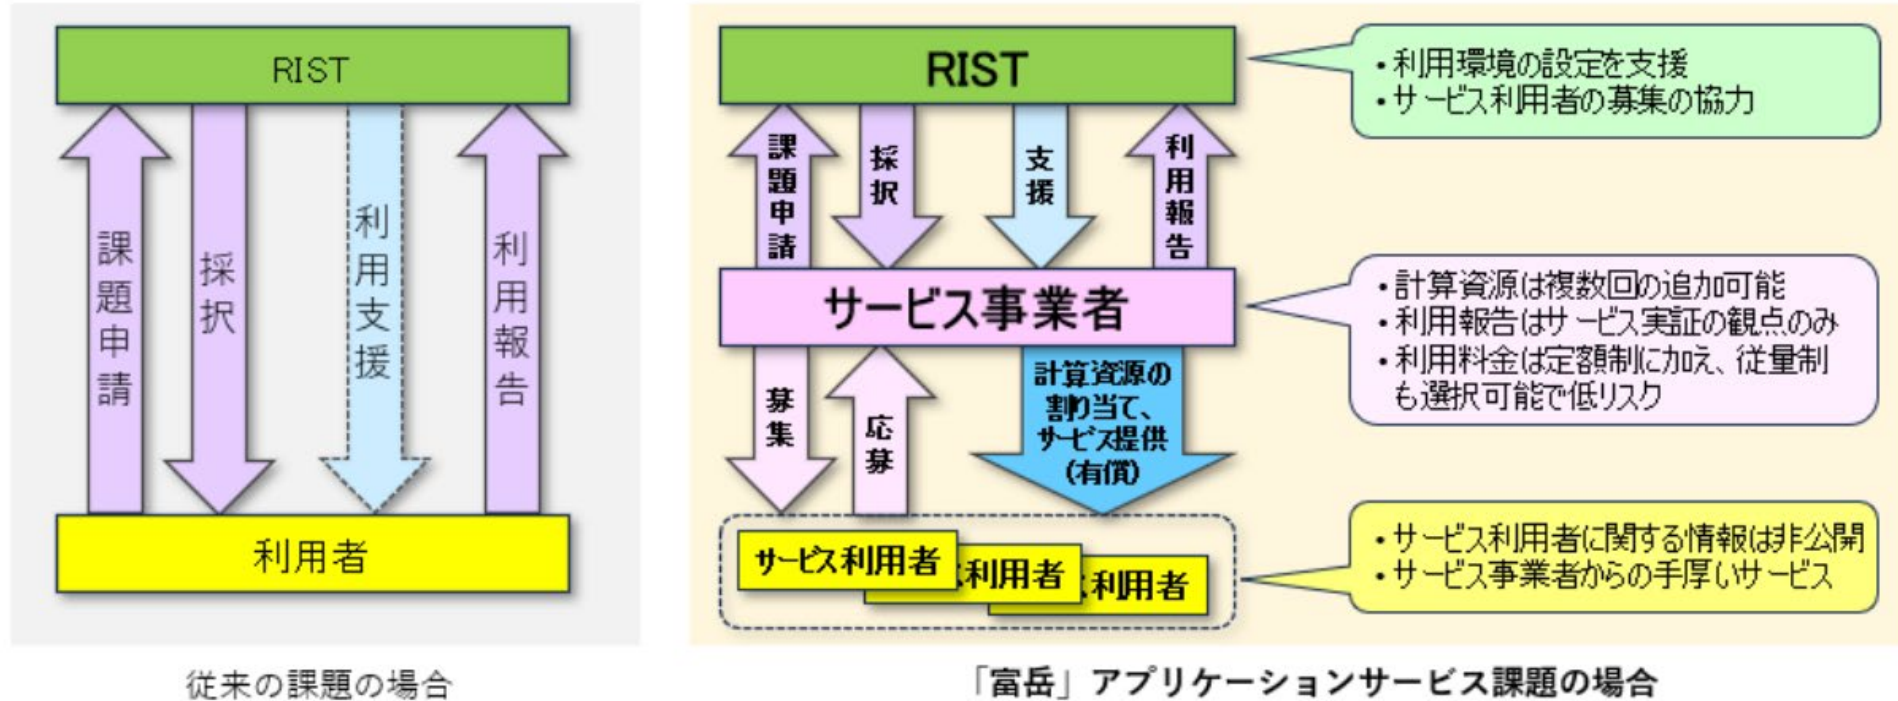 RIST
課題申請
採択
利用支援
利用報告
利用者
従来の課題の場合
RIST
課題申請
採択
支援
利用報告
サービス事業者
募集
応募
計算資源の
割り当て、
サービス提供
(有償)
サービス利用者
利用者
利用者
・利用環境の設定を支援
・サービス利用者の募集の協力
・計算資源は複数回の追加可能
・利用報告はサービス実証の観点のみ
・利用料金は定額制に加え、従量制
も選択可能で低リスク
・サービス利用者に関する情報は非公開
・サービス事業者からの手厚いサービス
「富岳」アプリケーションサービス課題の場合